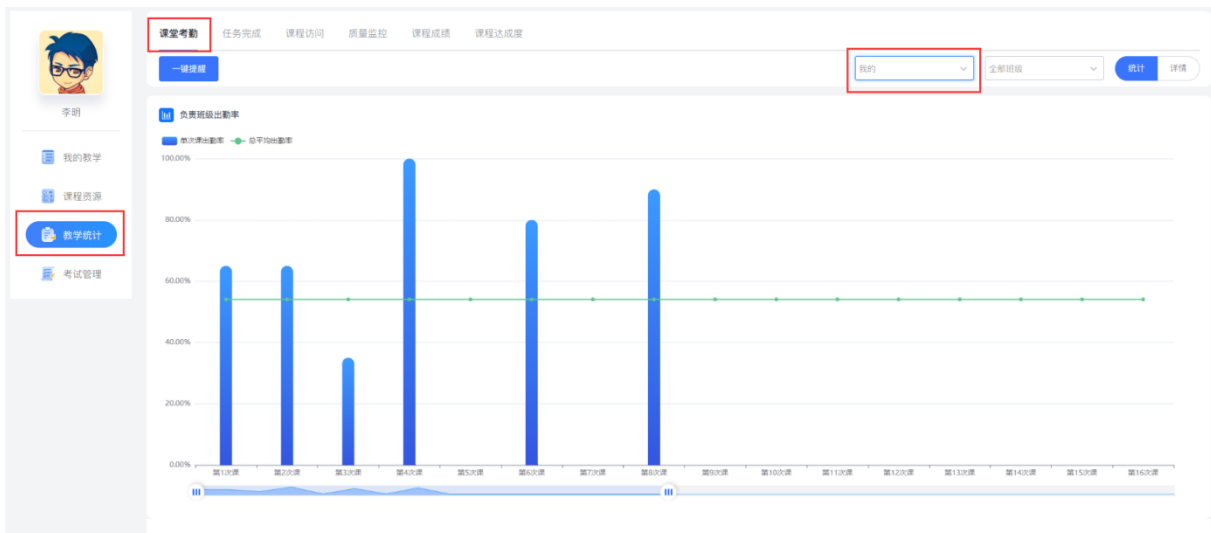 李明
我的教学
课程资源
教学统计
考试管理
课堂考勤 任务完成 课程访问 质量监控 课程成绩 课程达成度
一键提醒 我的 全部班级 统计 详情
负责班级出勤率
单次课出勤率 总平均出勤率
100.00%
80.00%
60.00%
40.00%
20.00%
0.00%
第1次课 第2次课 第3次课 第4次课 第5次课 第6次课 第7次课 第8次课 第9次课 第10次课 第11次课 第12次课 第13次课 第14次课 第15次课 第16次课